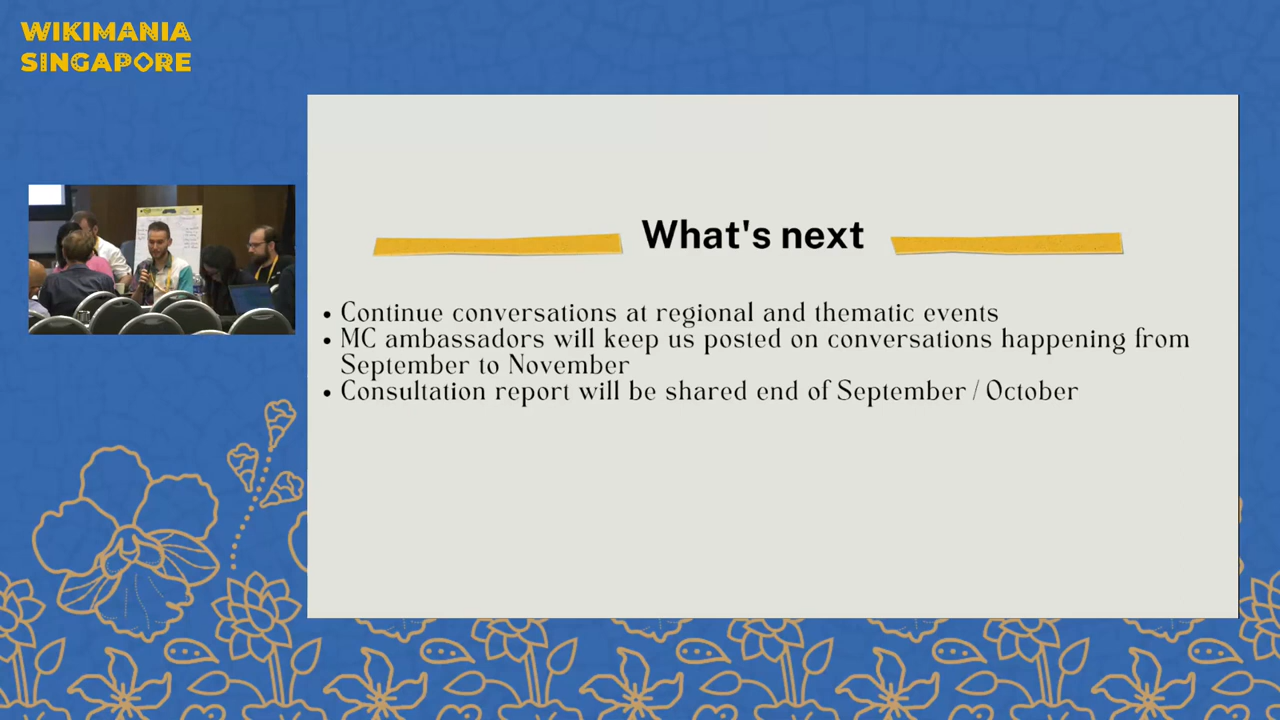 WIKIMANIA
SINGAPORE
What's next
• Continue conversations at regional and thematic events
• MC ambassadors will keep us posted on conversations happening from
September to November
• Consultation report will be shared end of September / October